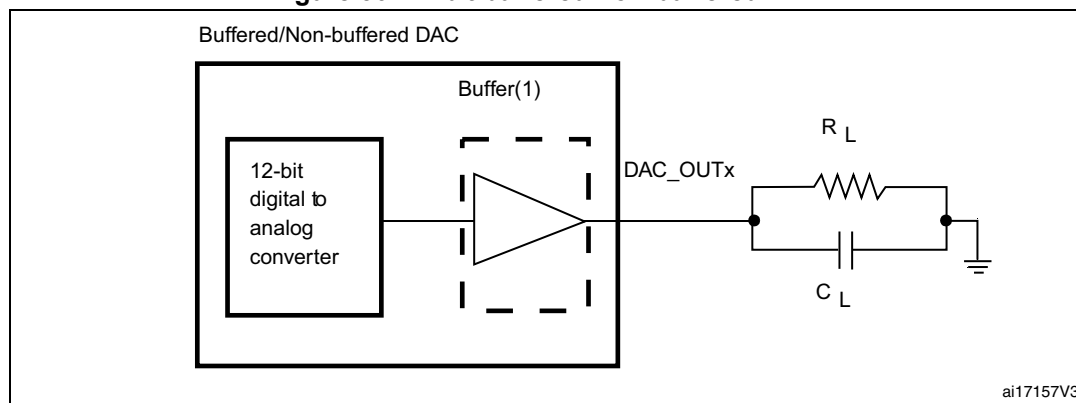 Buffered/Non-buffered DAC
Buffer(1)
12-bit
digital to
analog
converter
DAC_OUTx
R L
C L
ai17157V3